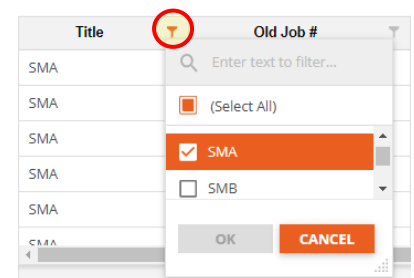 Title Old Job #
SMA
Enter text to filter...
SMA
(Select All)
SMA
SMA
SMA
SMB
SMA
SMA
OK CANCEL